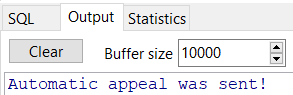 SQL Output Statistics
Clear Buffer size 10000
Automatic appeal was sent!